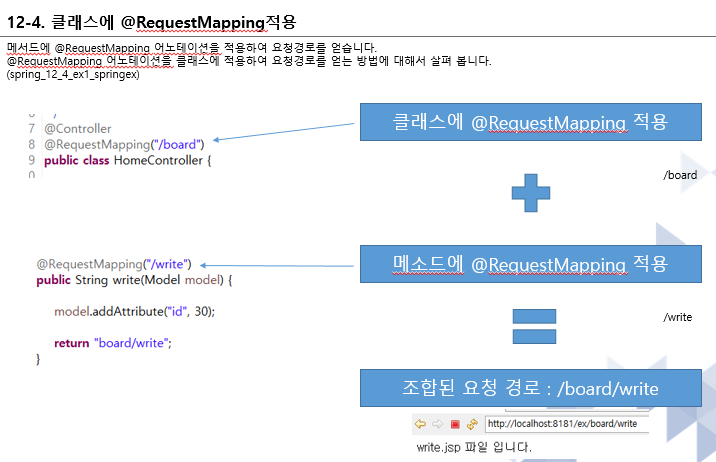 12-4. 클래스에 @RequestMapping적용
메서드에 @RequestMapping 어노테이션을 적용하여 요청경로를 얻습니다.
@RequestMapping 어노테이션을 클래스에 적용하여 요청경로를 얻는 방법에 대해서 살펴 봅니다.
(spring_12_4_ex1_springex)
7 @Controller
8 @RequestMapping("/board")
9 public class HomeController {
클래스에 @RequestMapping 적용
/board
@RequestMapping("/write")
public String write(Model model) {
model.addAttribute("id", 30);
return "board/write";
}
메소드에 @RequestMapping 적용
/write
조합된 요청 경로 : /board/write
http://localhost:8181/ex/board/write
write.jsp 파일 입니다.